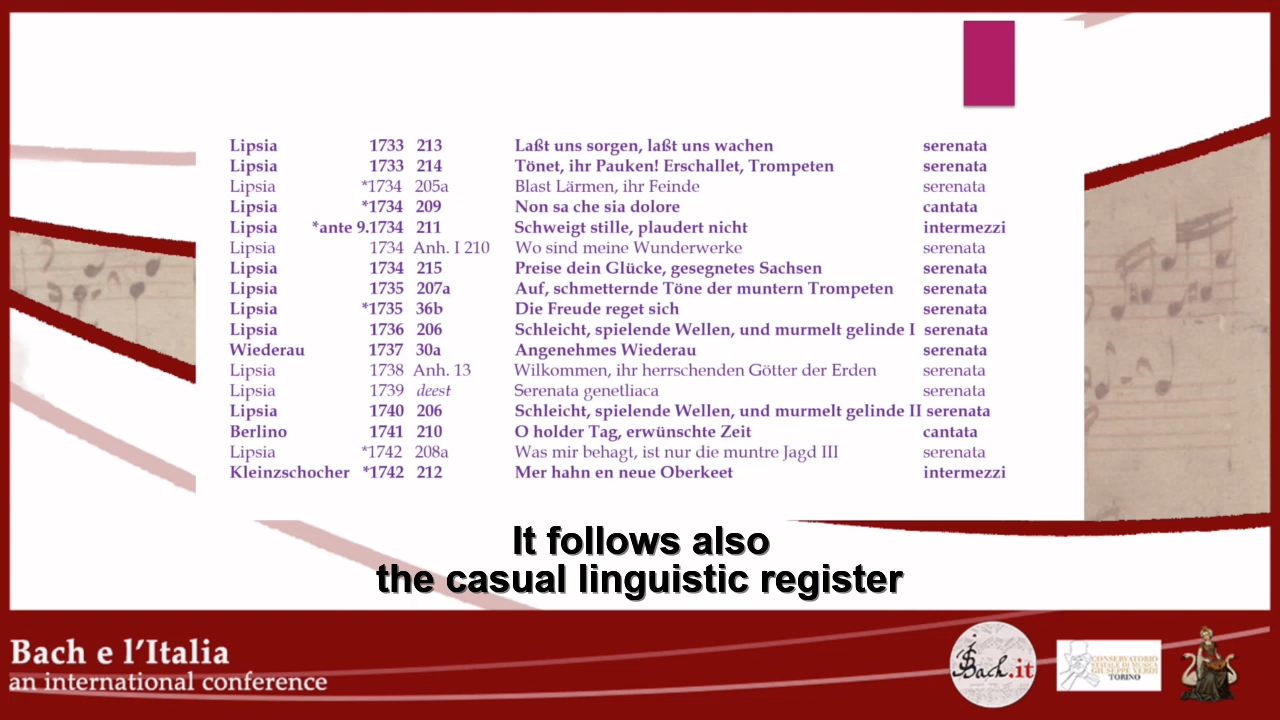 Lipsia 1733 213 Laßt uns sorgen, laßt uns wachen serenata
Lipsia 1733 214 Tönet, ihr Pauken! Erschallet, Trompeten serenata
Lipsia *1734 205a Blast Lärmen, ihr Feinde serenata
Lipsia *1734 209 Non sa che sia dolore cantata
Lipsia *ante 9.1734 211 Schweigt stille, plaudert nicht intermezzi
Lipsia 1734 Anh. I 210 Wo sind meine Wunderwerke serenata
Lipsia 1734 215 Preise dein Glücke, gesegnetes Sachsen serenata
Lipsia 1735 207a Auf, schmetternde Töne der muntern Trompeten serenata
Lipsia *1735 36b Die Freude reget sich serenata
Lipsia 1736 206 Schleicht, spielende Wellen, und murmelt gelinde I serenata
Wiederau 1737 30a Angenehmes Wiederau serenata
Lipsia 1738 Anh. 13 Wilkommen, ihr herrschenden Götter der Erden serenata
Lipsia 1739 deest Serenata genetliaca serenata
Lipsia 1740 206 Schleicht, spielende Wellen, und murmelt gelinde II serenata
Berlino 1741 210 O holder Tag, erwünschte Zeit cantata
Lipsia *1742 208a Was mir behagt, ist nur die muntre Jagd III serenata
Kleinzschocher *1742 212 Mer hahn en neue Oberkeet intermezzi
It follows also
the casual linguistic register
Bach e l'Italia
an international conference
JSBach.it
CONSERVATORIO
STATALE DI MUSICA
GIUSEPPE VERDI
TORINO